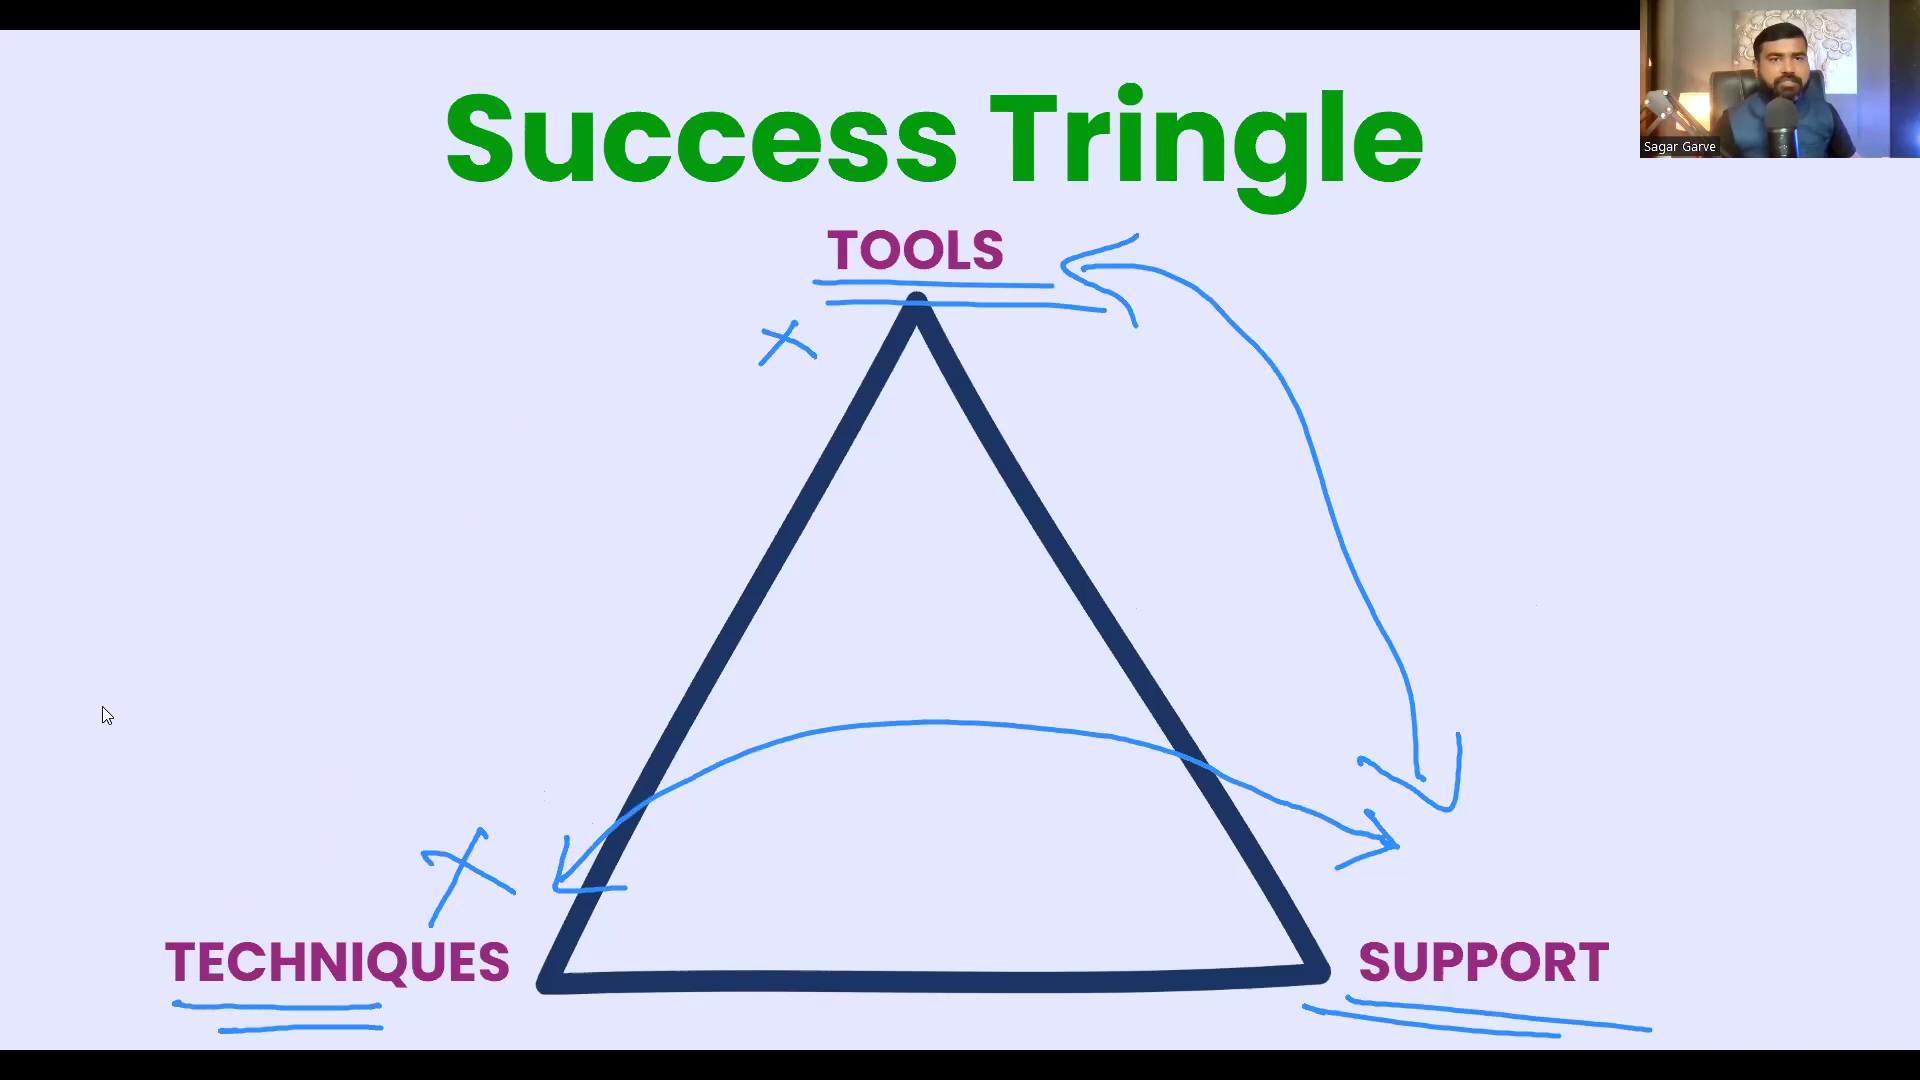 Success Tringle
Sagar Garve
TOOLS
TECHNIQUES
SUPPORT